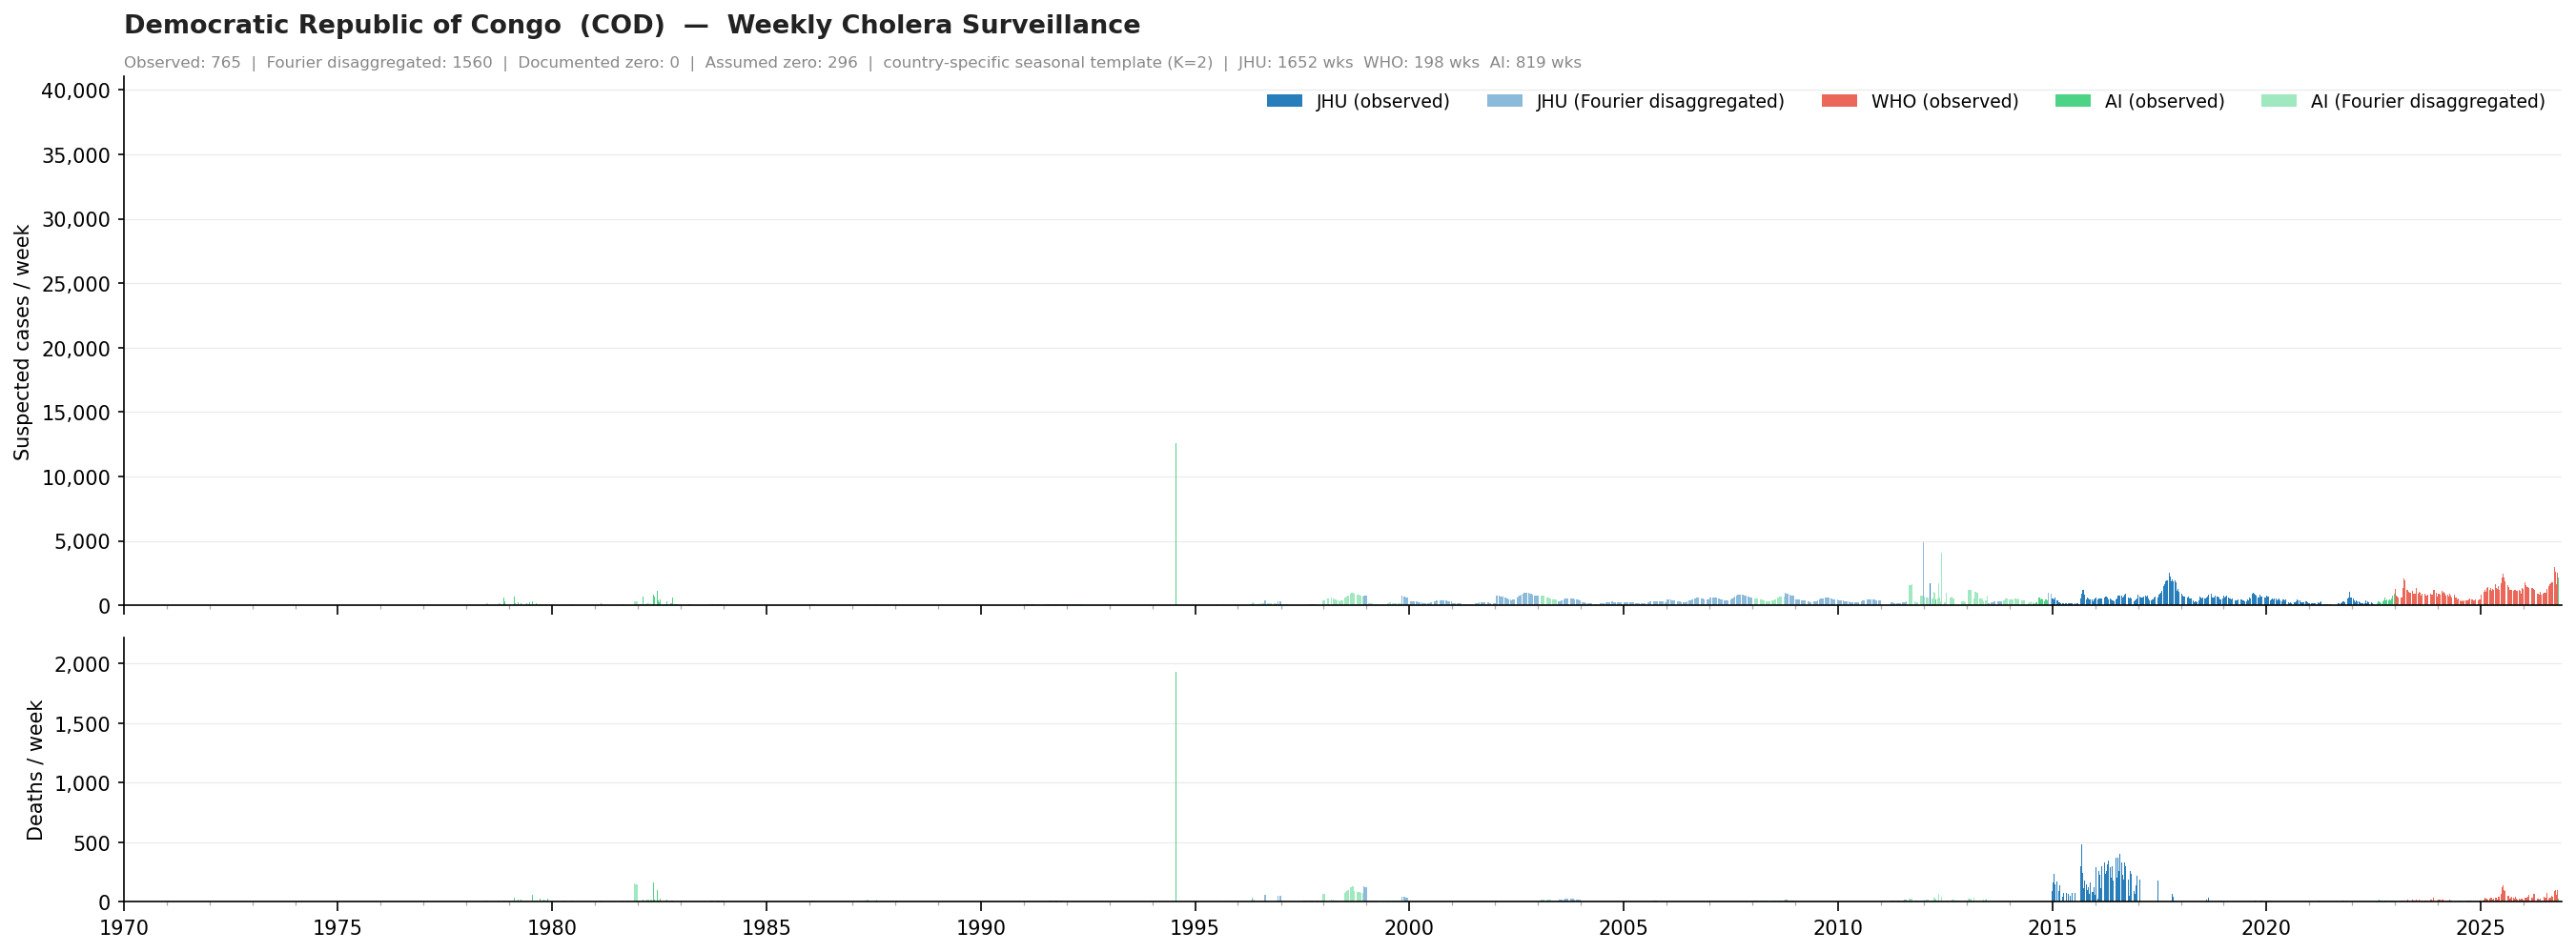 Democratic Republic of Congo (COD) — Weekly Cholera Surveillance
Observed: 765 | Fourier disaggregated: 1560 | Documented zero: 0 | Assumed zero: 296 | country-specific seasonal template (K=2) | JHU: 1652 wks WHO: 198 wks AI: 819 wks
JHU (observed) JHU (Fourier disaggregated) WHO (observed) AI (observed) AI (Fourier disaggregated)
Suspected cases / week
40,000
35,000
30,000
25,000
20,000
15,000
10,000
5,000
0
Deaths / week
2,000
1,500
1,000
500
0
1970 1975 1980 1985 1990 1995 2000 2005 2010 2015 2020 2025